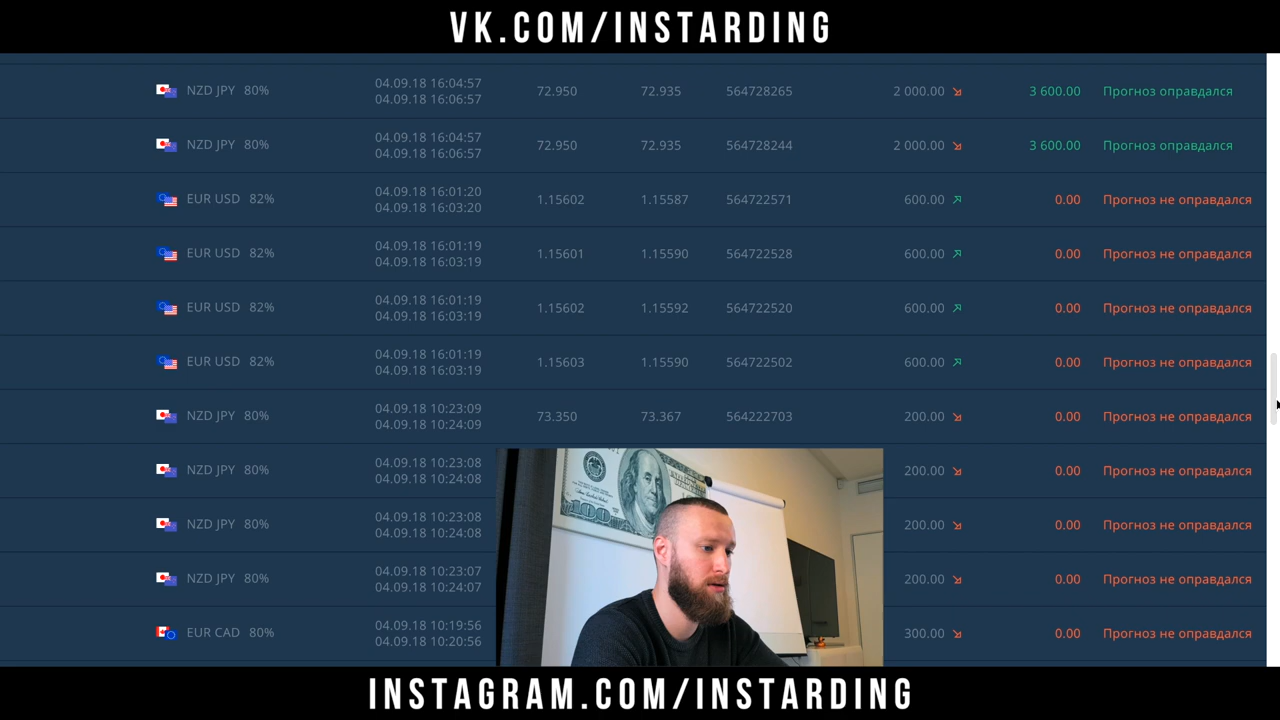 VK.COM/INSTARDING
NZD JPY 80% 04.09.18 16:04:57 72.950 72.935 564728265 2 000.00 3 600.00 Прогноз оправдался
04.09.18 16:06:57
NZD JPY 80% 04.09.18 16:04:57 72.950 72.935 564728244 2 000.00 3 600.00 Прогноз оправдался
04.09.18 16:06:57
EUR USD 82% 04.09.18 16:01:20 1.15602 1.15587 564722571 600.00 0.00 Прогноз не оправдался
04.09.18 16:03:20
EUR USD 82% 04.09.18 16:01:19 1.15601 1.15590 564722528 600.00 0.00 Прогноз не оправдался
04.09.18 16:03:19
EUR USD 82% 04.09.18 16:01:19 1.15602 1.15592 564722520 600.00 0.00 Прогноз не оправдался
04.09.18 16:03:19
EUR USD 82% 04.09.18 16:01:19 1.15603 1.15590 564722502 600.00 0.00 Прогноз не оправдался
04.09.18 16:03:19
NZD JPY 80% 04.09.18 10:23:09 73.350 73.367 564222703 200.00 0.00 Прогноз не оправдался
04.09.18 10:24:09
NZD JPY 80% 04.09.18 10:23:08 200.00 0.00 Прогноз не оправдался
04.09.18 10:24:08
NZD JPY 80% 04.09.18 10:23:08 200.00 0.00 Прогноз не оправдался
04.09.18 10:24:08
NZD JPY 80% 04.09.18 10:23:07 200.00 0.00 Прогноз не оправдался
04.09.18 10:24:07
EUR CAD 80% 04.09.18 10:19:56 300.00 0.00 Прогноз не оправдался
04.09.18 10:20:56
100
INSTAGRAM.COM/INSTARDING